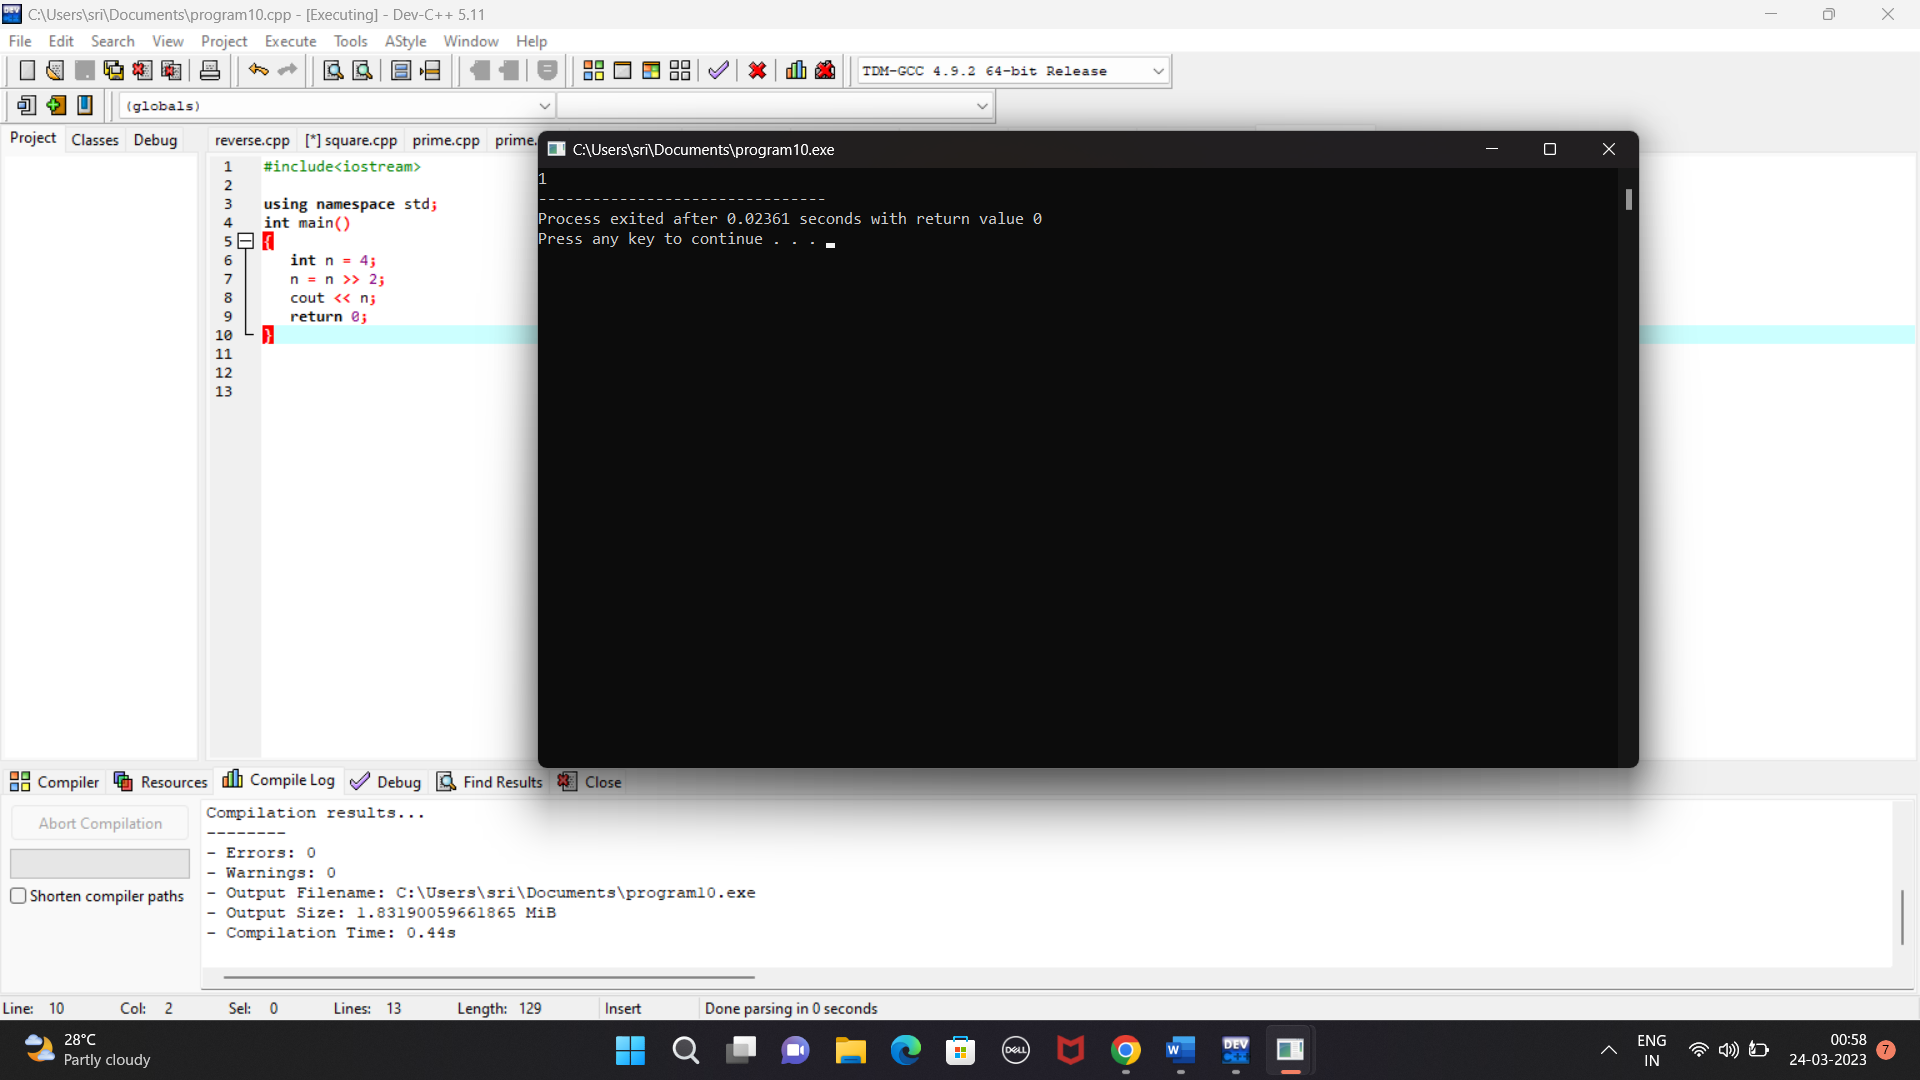 C:\Users\sri\Documents\program10.cpp - [Executing] - Dev-C++ 5.11
File Edit Search View Project Execute Tools AStyle Window Help
TDM-GCC 4.9.2 64-bit Release
(globals)
Project Classes Debug
reverse.cpp [*] square.cpp prime.cpp prime.
1 #include<iostream>
2
3 using namespace std;
4 int main()
5 {
6 int n = 4;
7 n = n >> 2;
8 cout << n;
9 return 0;
10 }
11
12
13
C:\Users\sri\Documents\program10.exe
1
--------------------------------
Process exited after 0.02361 seconds with return value 0
Press any key to continue . . .
Compiler Resources Compile Log Debug Find Results Close
Abort Compilation
Shorten compiler paths
Compilation results...
--------
- Errors: 0
- Warnings: 0
- Output Filename: C:\Users\sri\Documents\program10.exe
- Output Size: 1.83190059661865 MiB
- Compilation Time: 0.44s
Line: 10 Col: 2 Sel: 0 Lines: 13 Length: 129 Insert Done parsing in 0 seconds
28°C
Partly cloudy
DELL
W
DEV
C++
ENG
IN
00:58
24-03-2023
7